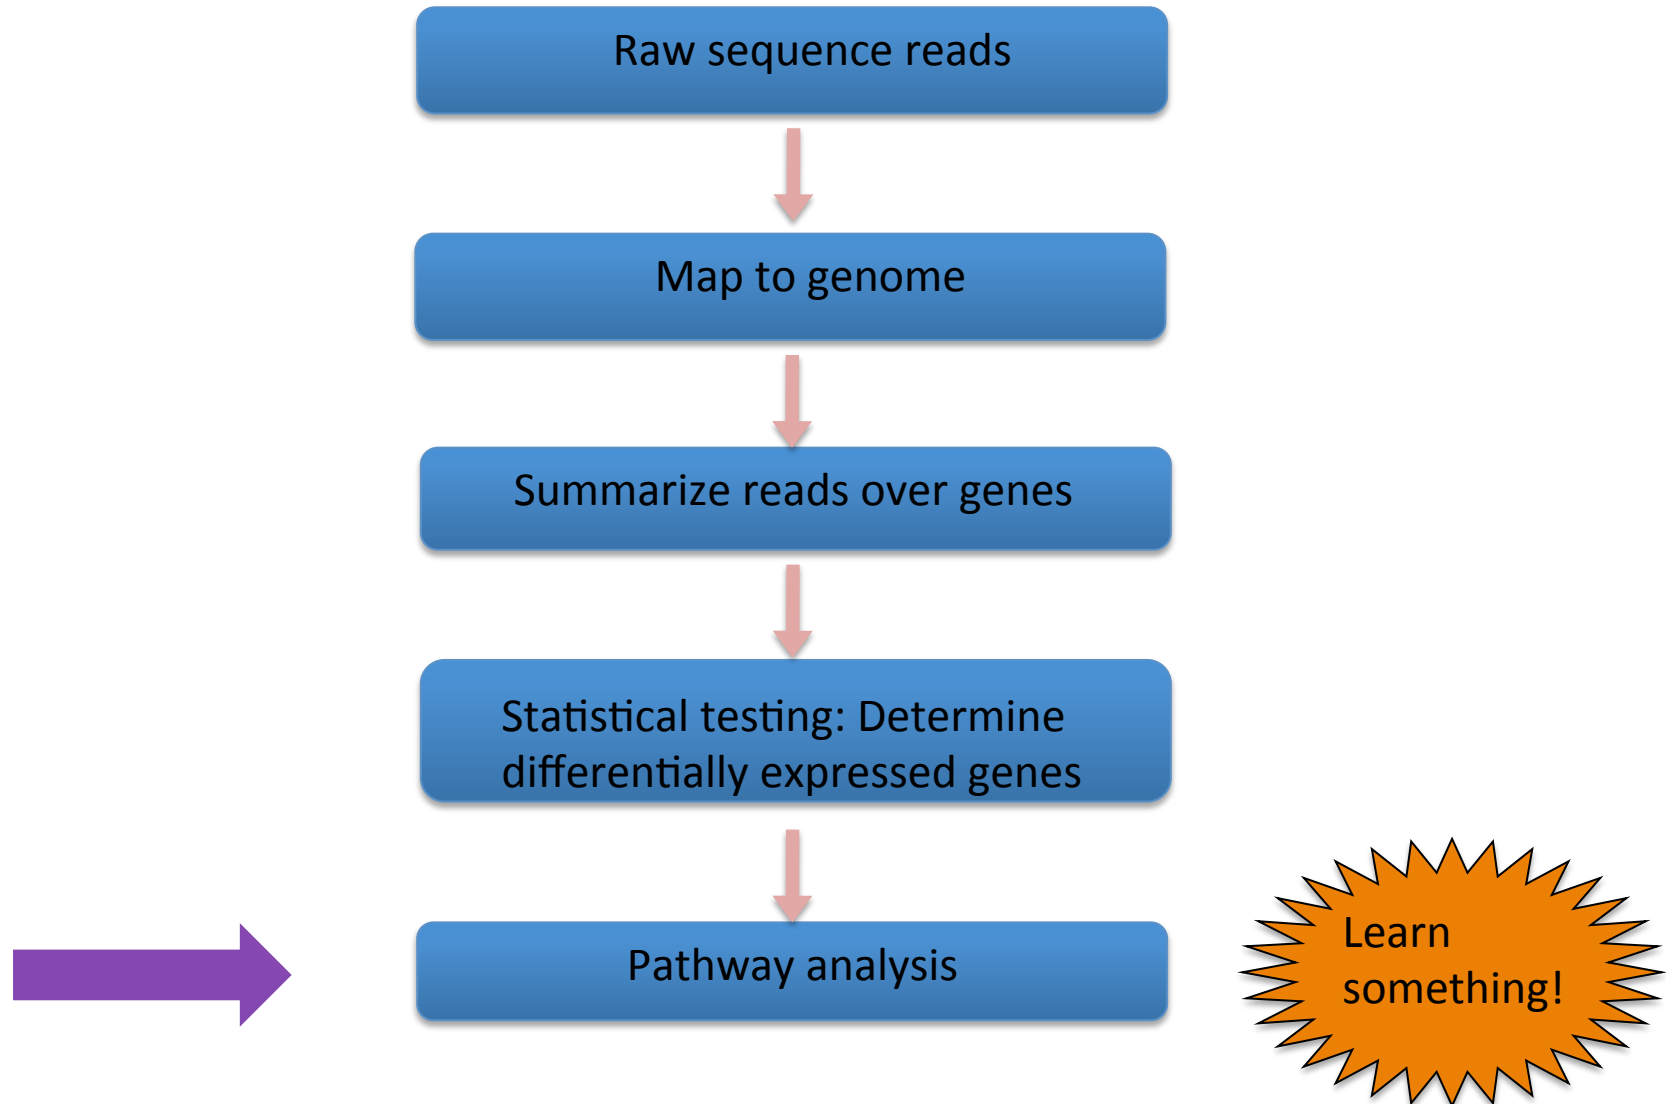 Raw sequence reads
Map to genome
Summarize reads over genes
Statistical testing: Determine
differentially expressed genes
Pathway analysis
Learn
something!